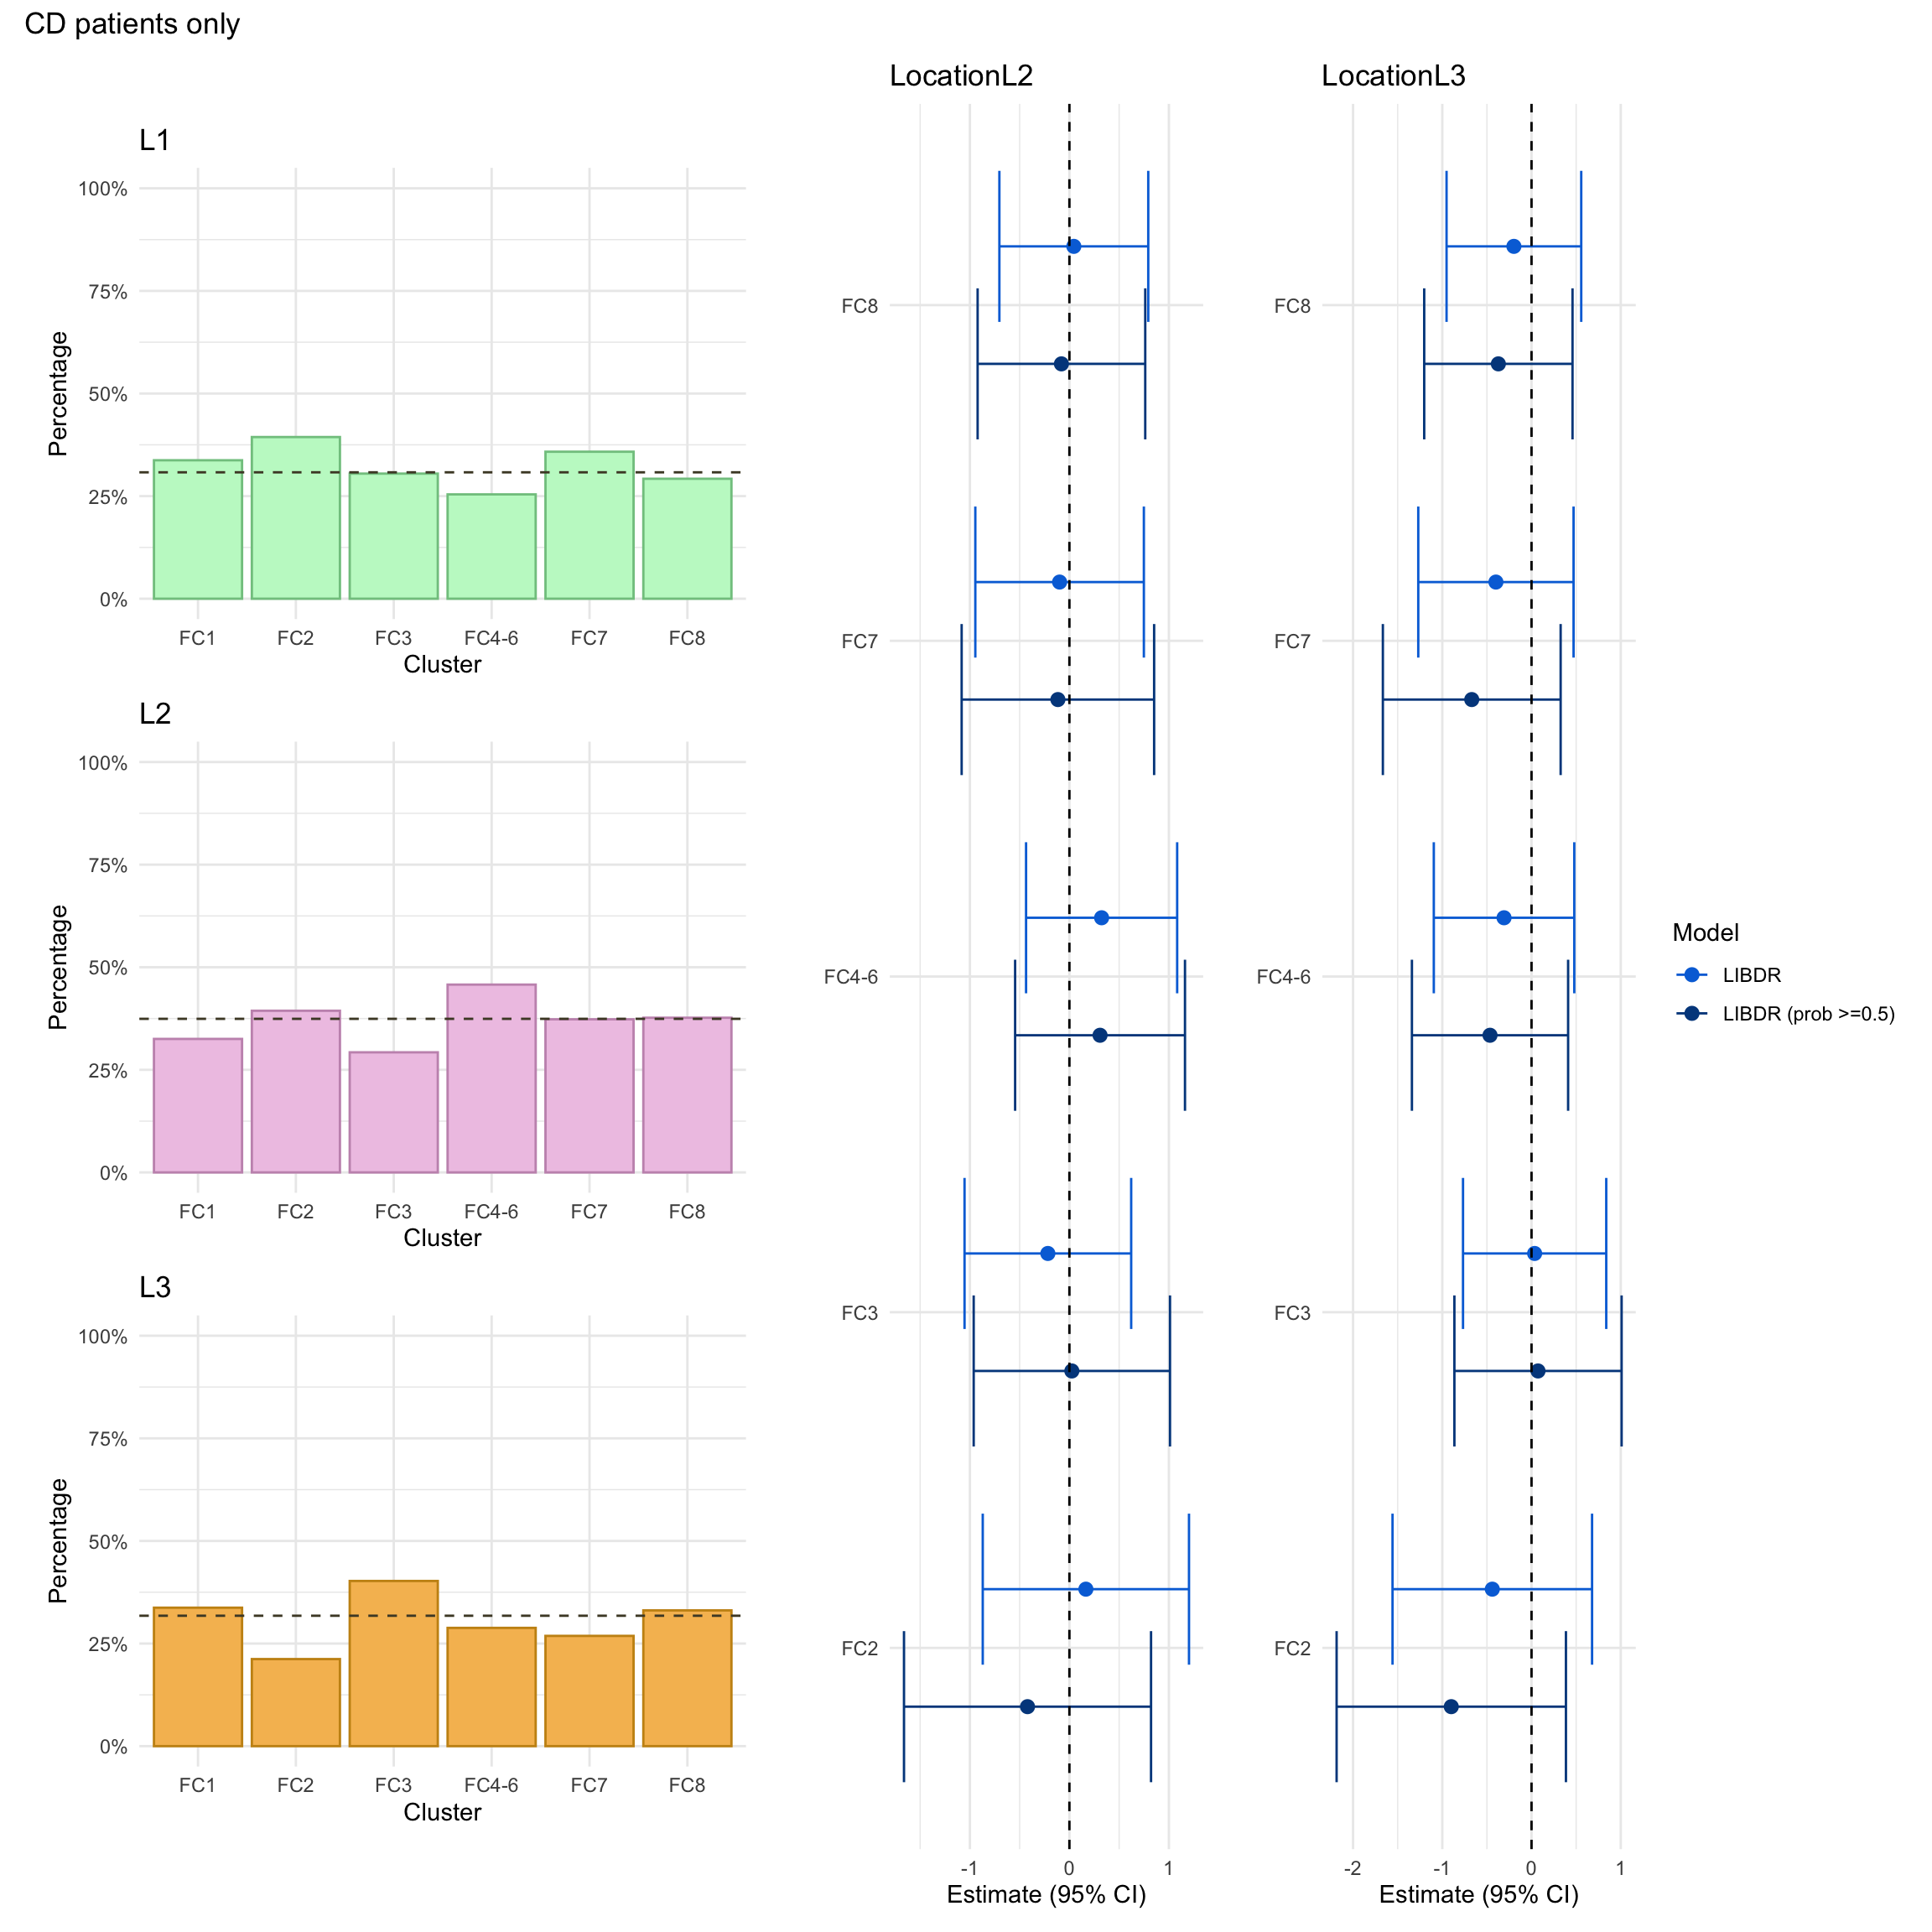 CD patients only
L1
Percentage
100%
75%
50%
25%
0%
FC1 FC2 FC3 FC4-6 FC7 FC8
Cluster
L2
Percentage
100%
75%
50%
25%
0%
FC1 FC2 FC3 FC4-6 FC7 FC8
Cluster
L3
Percentage
100%
75%
50%
25%
0%
FC1 FC2 FC3 FC4-6 FC7 FC8
Cluster
LocationL2
FC8
FC7
FC4-6
FC3
FC2
-1 0 1
Estimate (95% CI)
LocationL3
FC8
FC7
FC4-6
FC3
FC2
-2 -1 0 1
Estimate (95% CI)
Model
LIBDR
LIBDR (prob >=0.5)